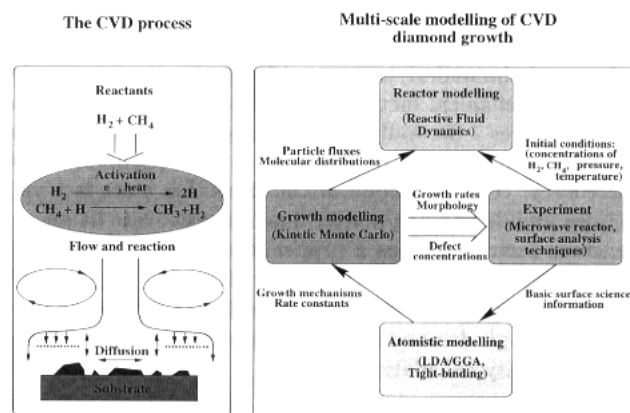 The CVD process
Multi-scale modelling of CVD
diamond growth
Reactants
H2 + CH4
Activation
e-, heat
H2 → 2H
CH4 + H → CH3+H2
Flow and reaction
Diffusion
Substrate
Reactor modelling
(Reactive Fluid
Dynamics)
Particle fluxes
Molecular distributions
Initial conditions:
(concentrations of
H2, CH4, pressure,
temperature)
Growth modelling
(Kinetic Monte Carlo)
Growth rates
Morphology
Defect
concentrations
Experiment
(Microwave reactor,
surface analysis
techniques)
Growth mechanisms
Rate constants
Basic surface science
information
Atomistic modelling
(LDA/GGA,
Tight-binding)